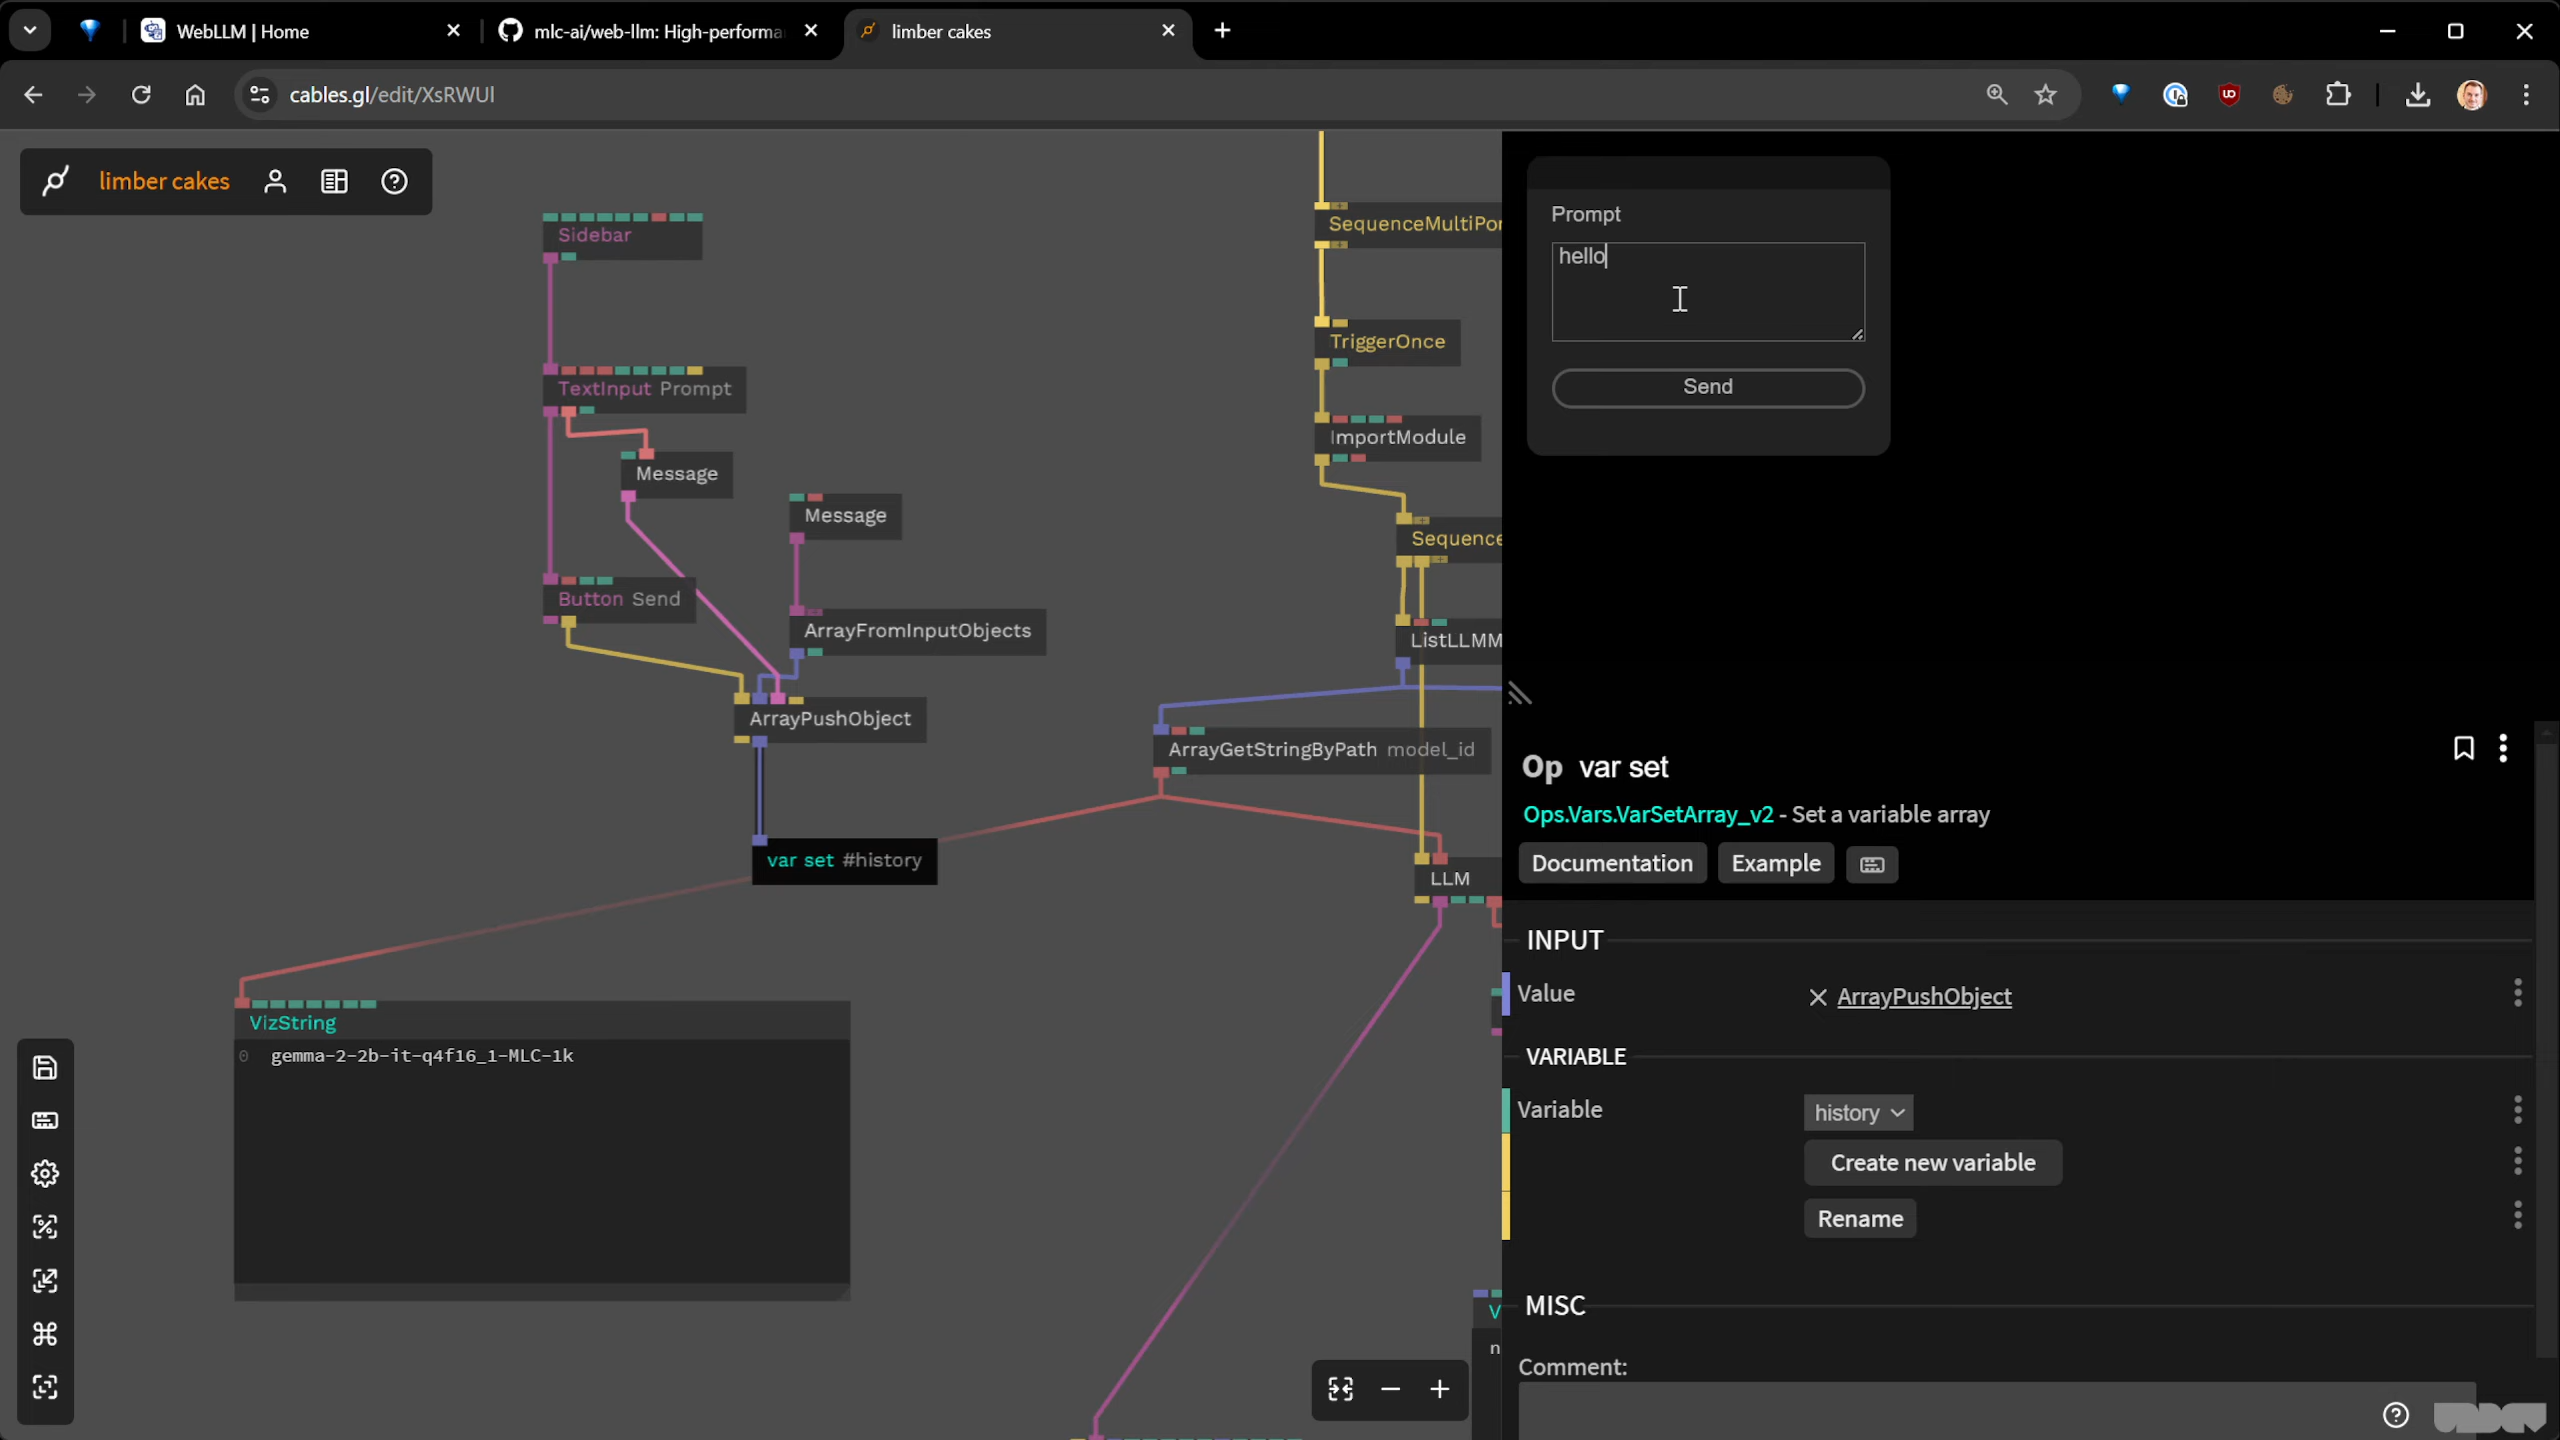 WebLLM | Home
mlc-ai/web-llm: High-performa
limber cakes
cables.gl/edit/XsRWUl
limber cakes
Sidebar
TextInput Prompt
Message
Message
Button Send
ArrayFromInputObjects
ArrayPushObject
var set #history
VizString
0 gemma-2-2b-it-q4f16_1-MLC-1k
SequenceMultiPor
TriggerOnce
ImportModule
Sequence
ListLLMM
ArrayGetStringByPath model_id
LLM
V
n
Prompt
hello
Send
Op var set
Ops.Vars.VarSetArray_v2 - Set a variable array
Documentation
Example
INPUT
Value
ArrayPushObject
VARIABLE
Variable
history
Create new variable
Rename
MISC
Comment: